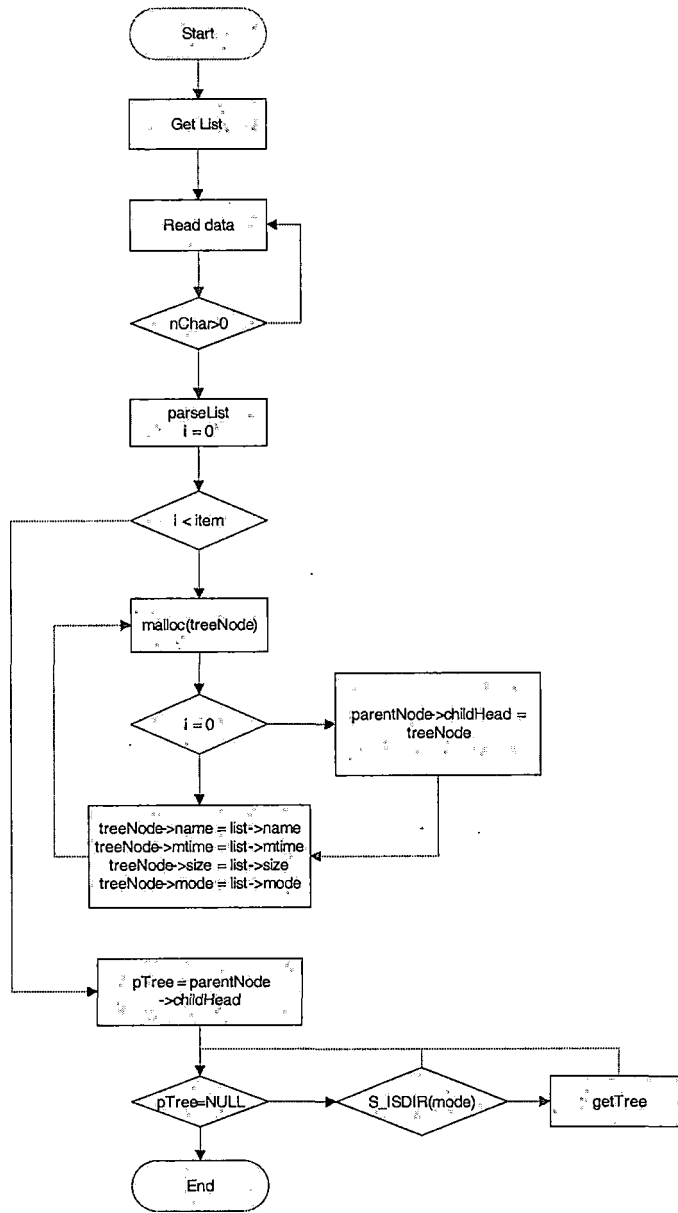 Start
Get List
Read data
nChar>0
parseList
i = 0
i < item
malloc(treeNode)
i = 0
parentNode->childHead =
treeNode
treeNode->name = list->name
treeNode->mtime = list->mtime
treeNode->size = list->size
treeNode->mode = list->mode
pTree = parentNode
->childHead
pTree=NULL
S_ISDIR(mode)
getTree
End